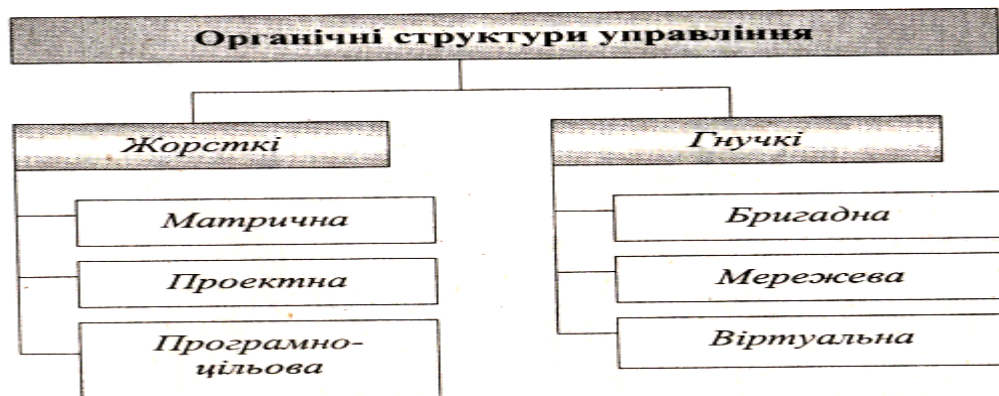 Органічні структури управління
Жорсткі
Гнучкі
Матрична
Бригадна
Проектна
Мережева
Програмно-
цільова
Віртуальна